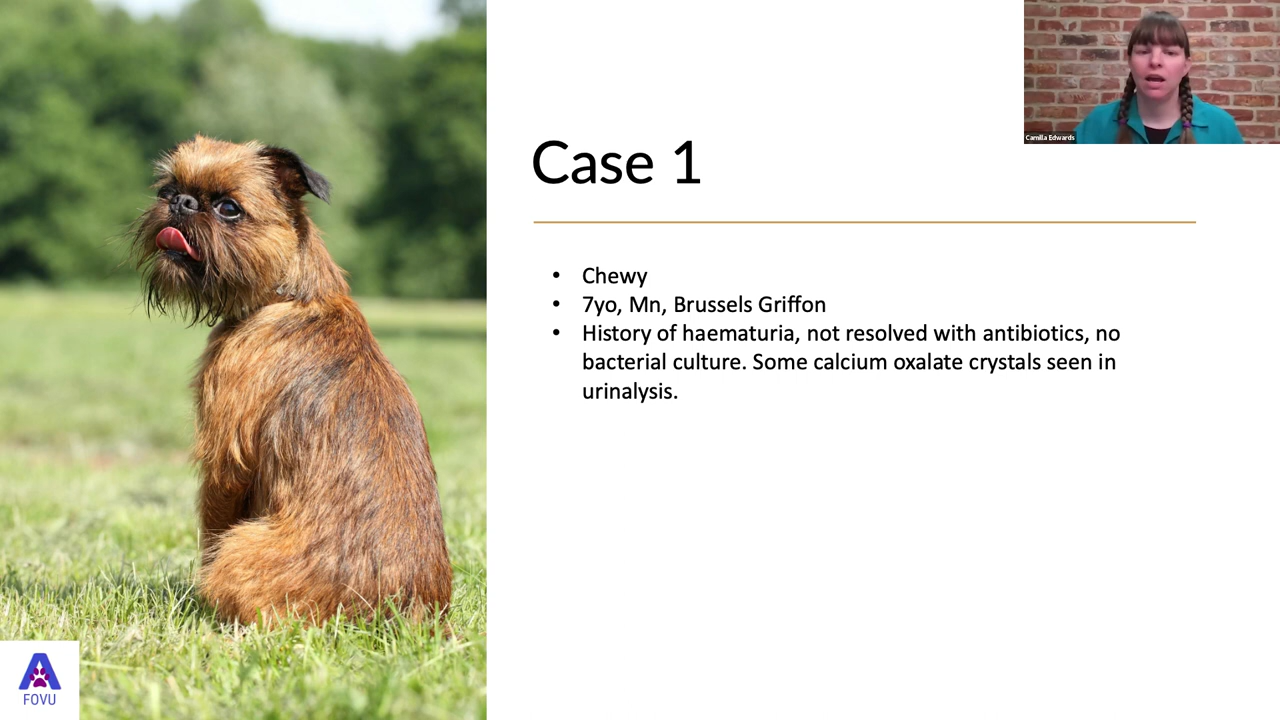 Camilla Edwards
Case 1
• Chewy
• 7yo, Mn, Brussels Griffon
• History of haematuria, not resolved with antibiotics, no
bacterial culture. Some calcium oxalate crystals seen in
urinalysis.
FOVU